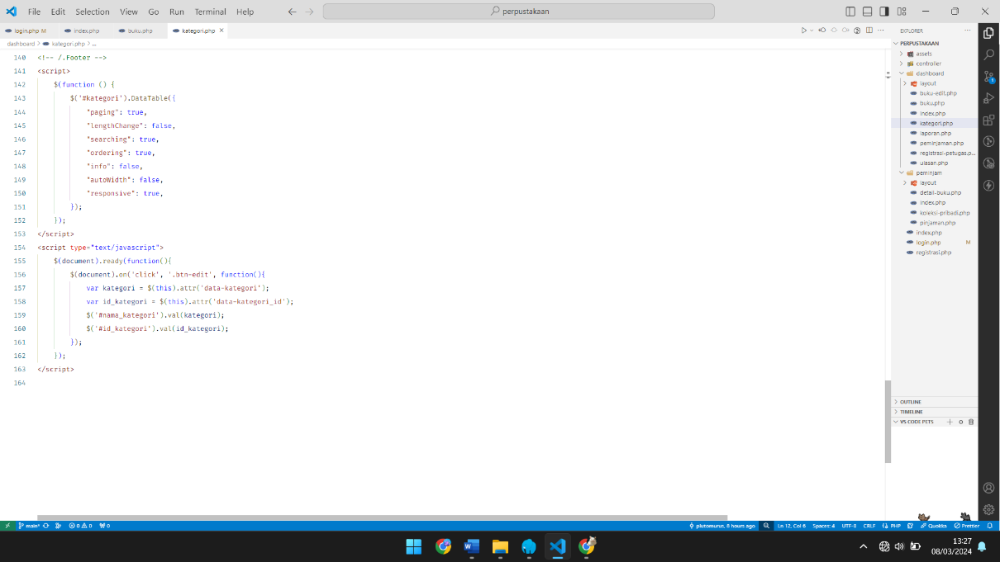 File Edit Selection View Go Run Terminal Help
perpustakaan
login.php M
index.php
buku.php
kategori.php
dashboard > kategori.php > ...
140 <!-- /.Footer -->
141 <script>
142 $(function () {
143 $('#kategori').DataTable({
144 "paging": true,
145 "lengthChange": false,
146 "searching": true,
147 "ordering": true,
148 "info": false,
149 "autoWidth": false,
150 "responsive": true,
151 });
152 });
153 </script>
154 <script type="text/javascript">
155 $(document).ready(function(){
156 $(document).on('click', '.btn-edit', function(){
157 var kategori = $(this).attr('data-kategori');
158 var id_kategori = $(this).attr('data-kategori_id');
159 $('#nama_kategori').val(kategori);
160 $('#id_kategori').val(id_kategori);
161 });
162 });
163 </script>
164
EXPLORER
PERPUSTAKAAN
assets
controller
dashboard
layout
buku-edit.php
buku.php
index.php
kategori.php
laporan.php
peminjaman.php
registrasi-petugas.p...
ulasan.php
peminjam
layout
detail-buku.php
index.php
koleksi-pribadi.php
pinjaman.php
index.php
login.php M
registrasi.php
OUTLINE
TIMELINE
VS CODE PETS
main* 0 0 0
plutomurus, 8 hours ago Ln 12, Col 6 Spaces: 4 UTF-8 CRLF PHP Quokka Prettier
13:27
08/03/2024